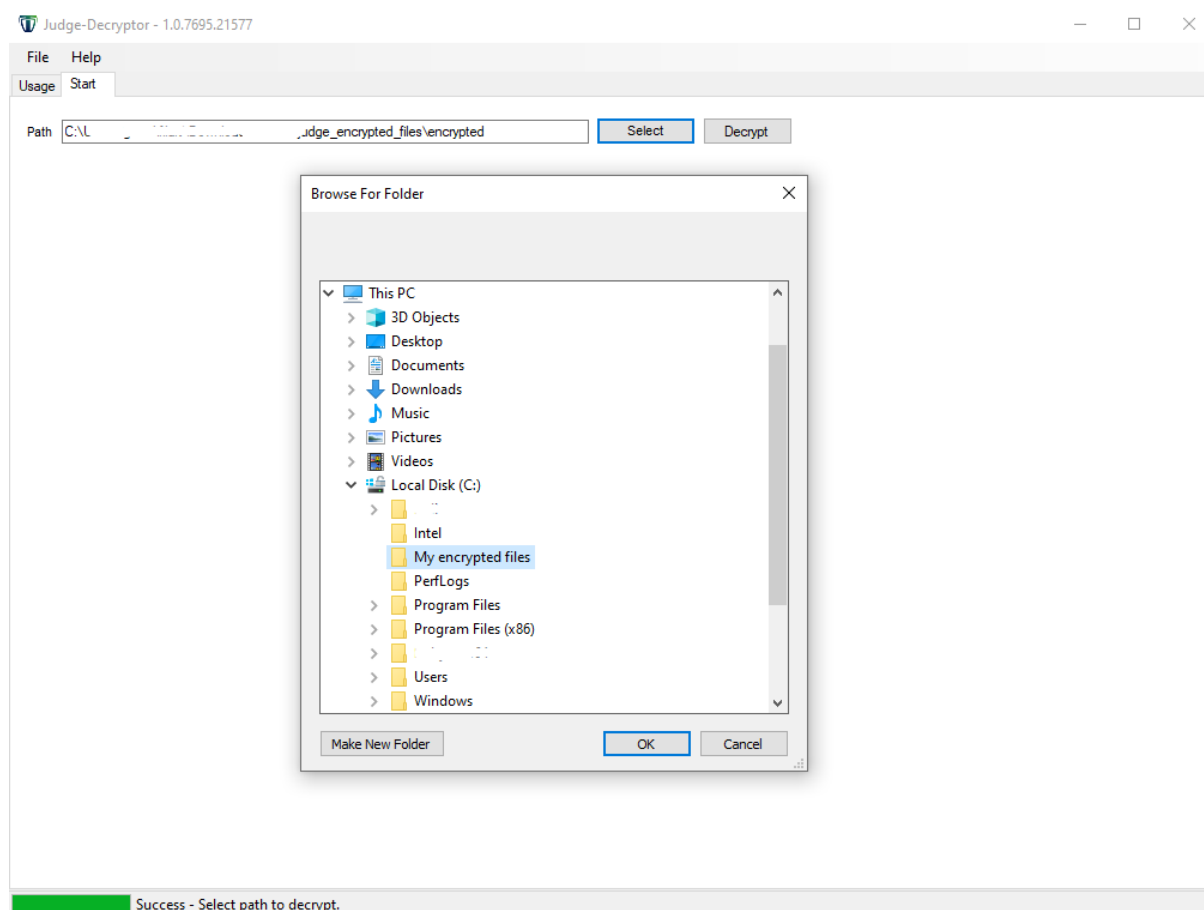 Judge-Decryptor - 1.0.7695.21577
File Help
Usage Start
Path C:\ udge_encrypted_files\encrypted Select Decrypt
Browse For Folder
This PC
3D Objects
Desktop
Documents
Downloads
Music
Pictures
Videos
Local Disk (C:)
Intel
My encrypted files
PerfLogs
Program Files
Program Files (x86)
Users
Windows
Make New Folder OK Cancel
Success - Select path to decrypt.